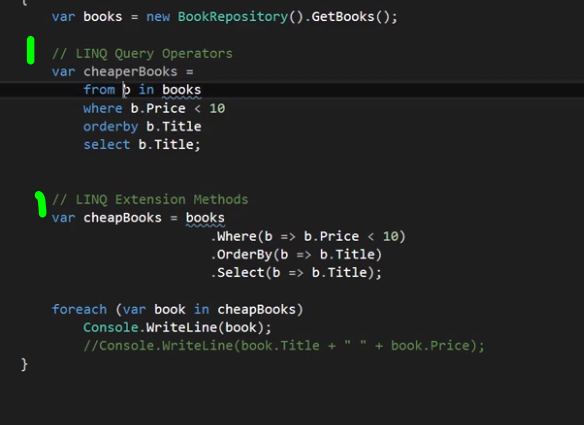 {
var books = new BookRepository().GetBooks();
// LINQ Query Operators
var cheaperBooks =
from b in books
where b.Price < 10
orderby b.Title
select b.Title;
// LINQ Extension Methods
var cheapBooks = books
.Where(b => b.Price < 10)
.OrderBy(b => b.Title)
.Select(b => b.Title);
foreach (var book in cheapBooks)
Console.WriteLine(book);
//Console.WriteLine(book.Title + " " + book.Price);
}